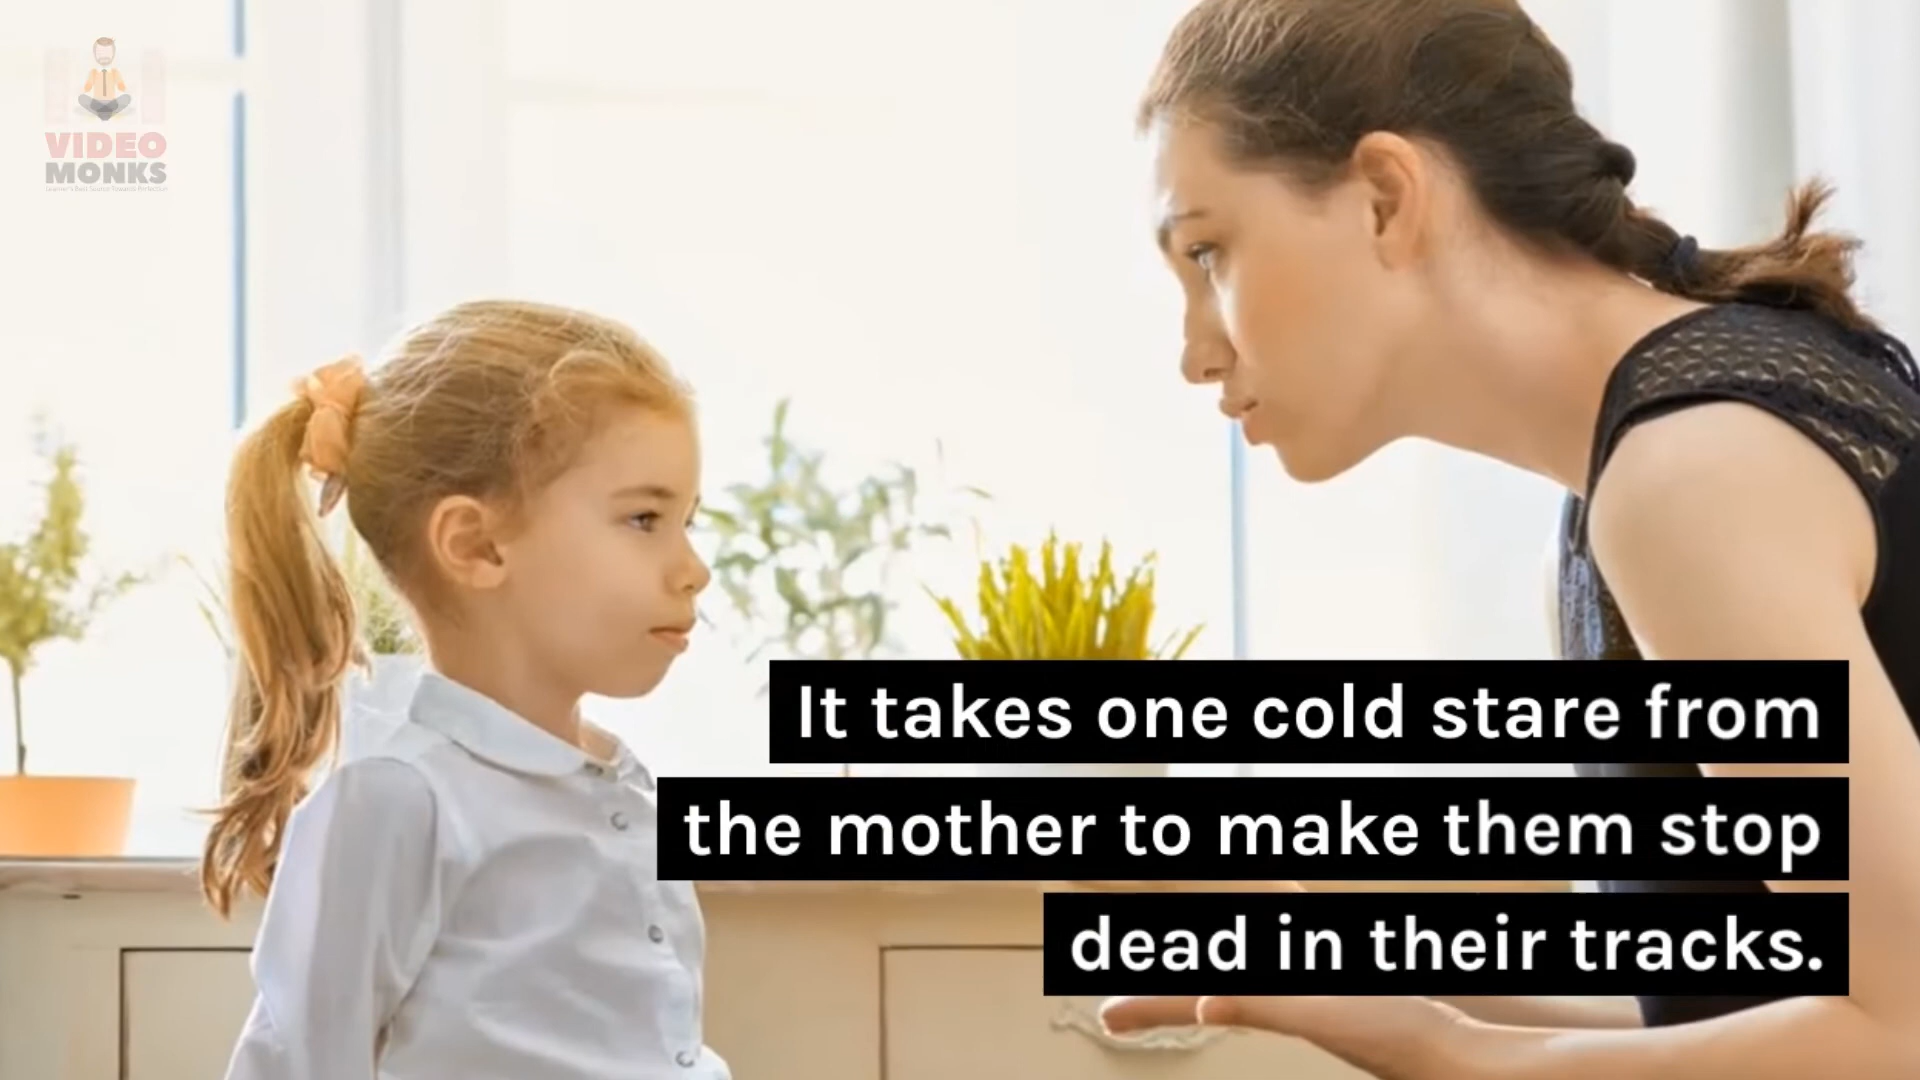 VIDEO
MONKS
It takes one cold stare from
the mother to make them stop
dead in their tracks.